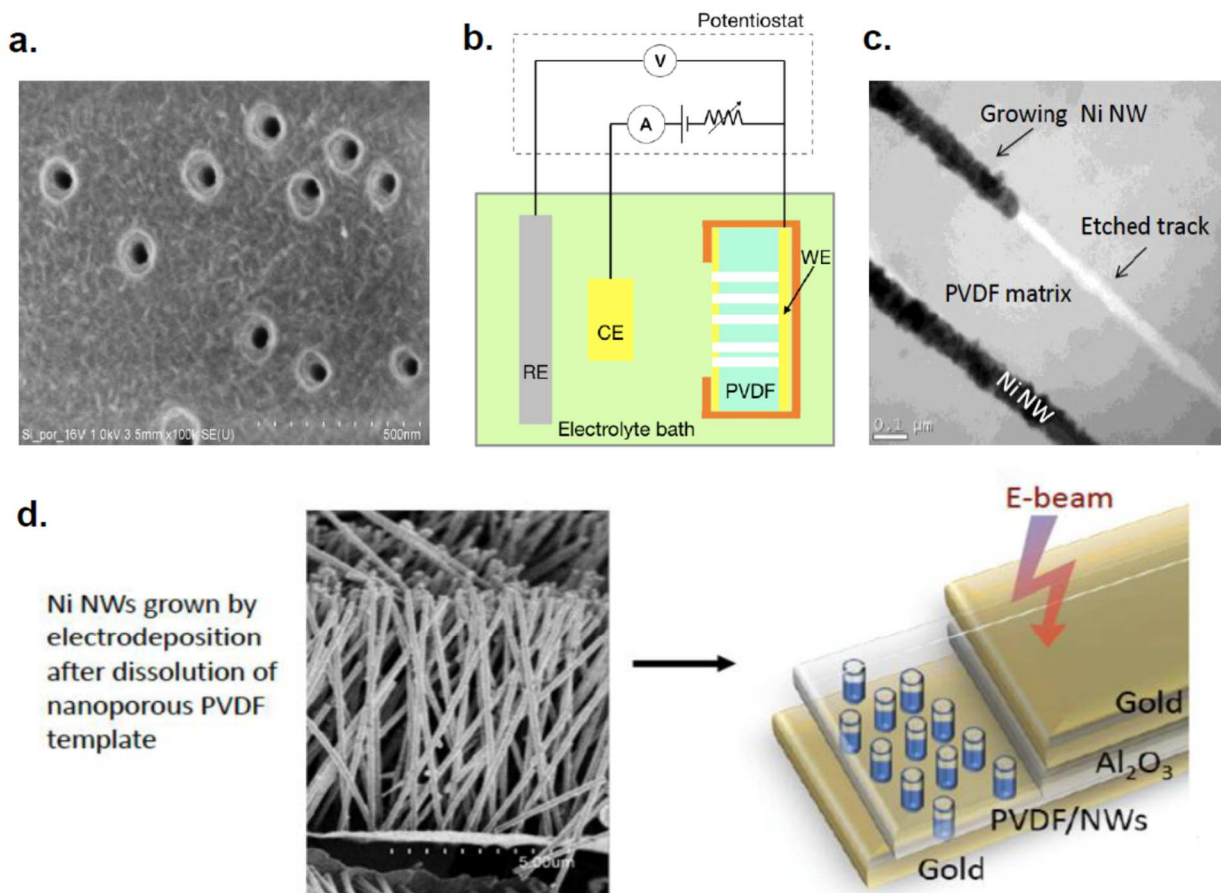 a.
Si_por_16V 1.0kV 3.5mm x100k SE(U)
500nm
b.
Potentiostat
V
A
RE
CE
WE
PVDF
Electrolyte bath
c.
Growing Ni NW
Etched track
PVDF matrix
Ni NW
0.1 µm
d.
Ni NWs grown by
electrodeposition
after dissolution of
nanoporous PVDF
template
5.00um
E-beam
Gold
Al₂O₃
PVDF/NWs
Gold